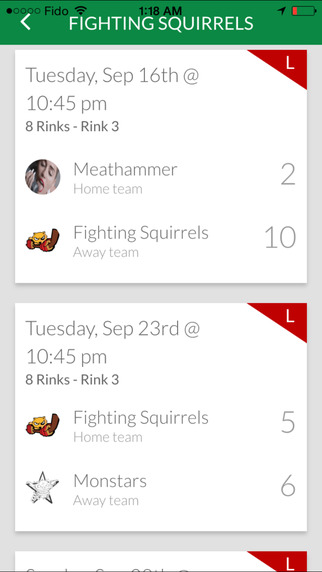 Fido 1:18 AM
FIGHTING SQUIRRELS
L
Tuesday, Sep 16th @
10:45 pm
8 Rinks - Rink 3
Meathammer 2
Home team
Fighting Squirrels 10
Away team
L
Tuesday, Sep 23rd @
10:45 pm
8 Rinks - Rink 3
Fighting Squirrels 5
Home team
Monstars 6
Away team
L